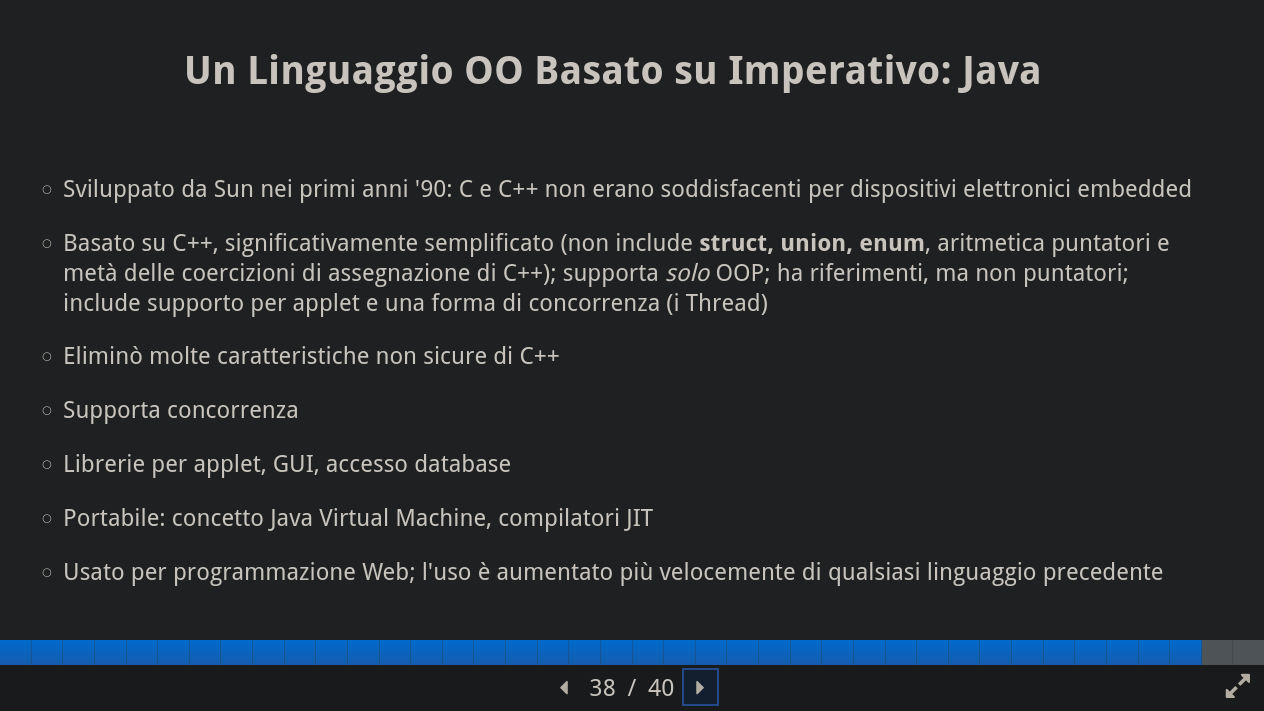 Un Linguaggio OO Basato su Imperativo: Java
Sviluppato da Sun nei primi anni '90: C e C++ non erano soddisfacenti per dispositivi elettronici embedded
Basato su C++, significativamente semplificato (non include struct, union, enum, aritmetica puntatori e
metà delle coercizioni di assegnazione di C++); supporta solo OOP; ha riferimenti, ma non puntatori;
include supporto per applet e una forma di concorrenza (i Thread)
Eliminò molte caratteristiche non sicure di C++
Supporta concorrenza
Librerie per applet, GUI, accesso database
Portabile: concetto Java Virtual Machine, compilatori JIT
Usato per programmazione Web; l'uso è aumentato più velocemente di qualsiasi linguaggio precedente
38 / 40